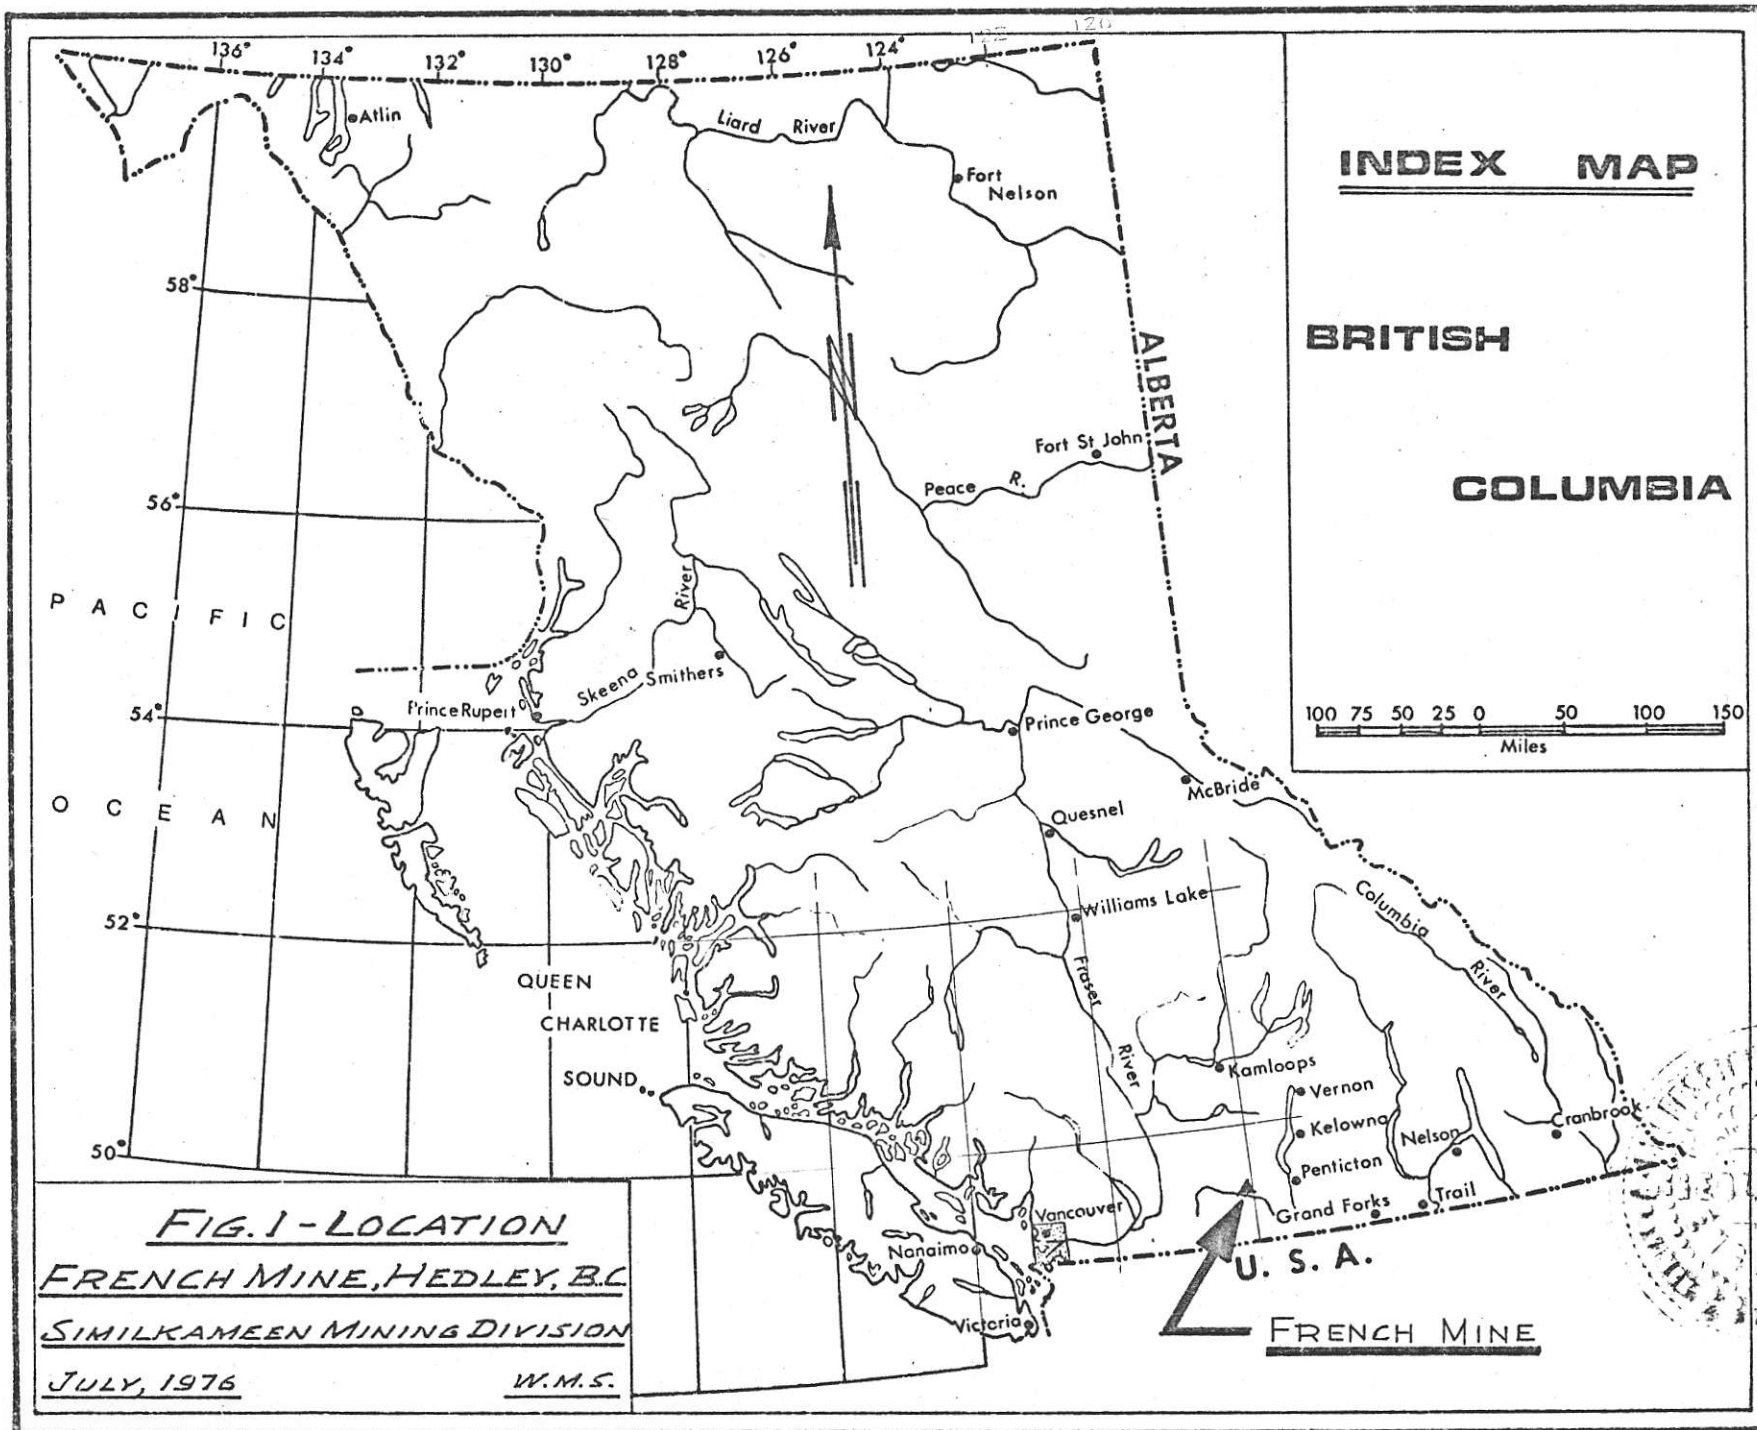 136° 134° 132° 130° 128° 126° 124° 122 120
Atlin
Liard River
Fort
Nelson
INDEX MAP
58°
BRITISH
ALBERTA
Fort St John
Peace R.
COLUMBIA
56°
PACIFIC
River
Skeena
Smithers
54°
Prince Rupert
Prince George
100 75 50 25 0 50 100 150
Miles
McBride
OCEAN
Quesnel
Williams Lake
Columbia
River
52°
QUEEN
CHARLOTTE
SOUND
Fraser
River
Kamloops
Vernon
Kelowna
Nelson
Cranbrook
50°
Penticton
Grand Forks
Trail
Vancouver
Nanaimo
U. S. A.
Victoria
FRENCH MINE
FIG. 1 - LOCATION
FRENCH MINE, HEDLEY, B.C
SIMILKAMEEN MINING DIVISION
JULY, 1976 W.M.S.